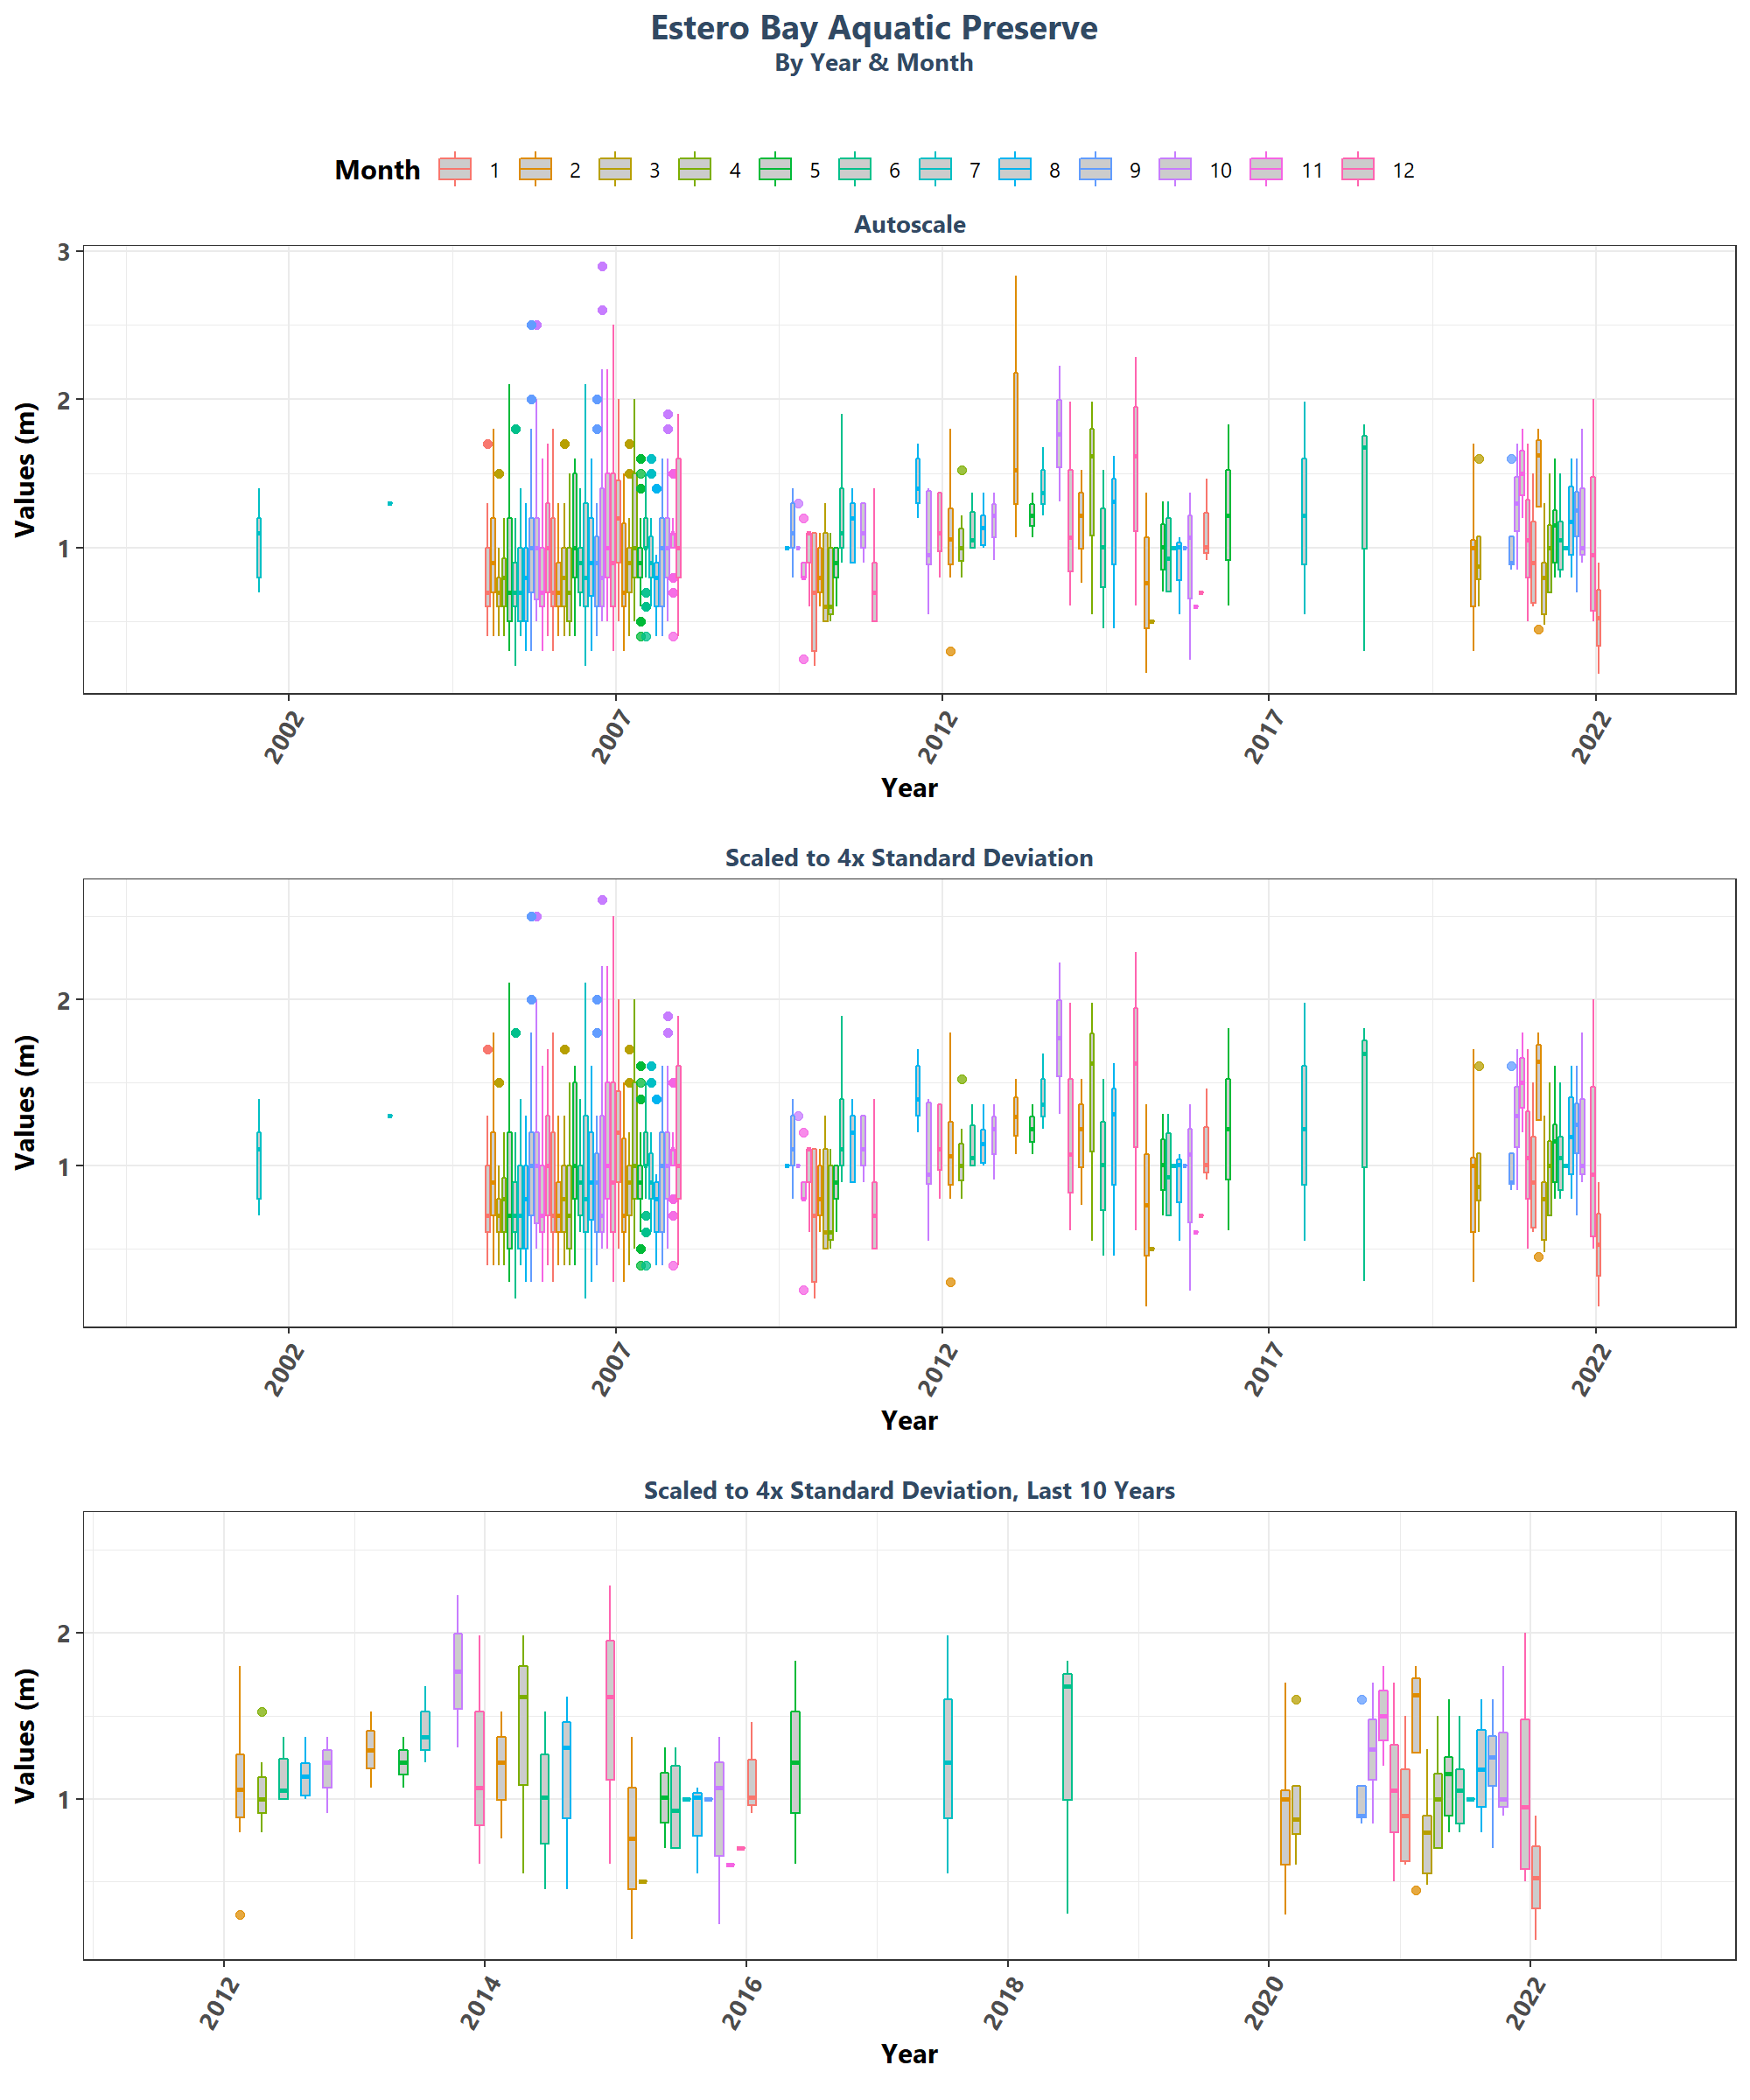 Estero Bay Aquatic Preserve
By Year & Month
Month 1 2 3 4 5 6 7 8 9 10 11 12
Autoscale
Values (m)
3
2
1
2002 2007 2012 2017 2022
Year
Scaled to 4x Standard Deviation
Values (m)
2
1
2002 2007 2012 2017 2022
Year
Scaled to 4x Standard Deviation, Last 10 Years
Values (m)
2
1
2012 2014 2016 2018 2020 2022
Year